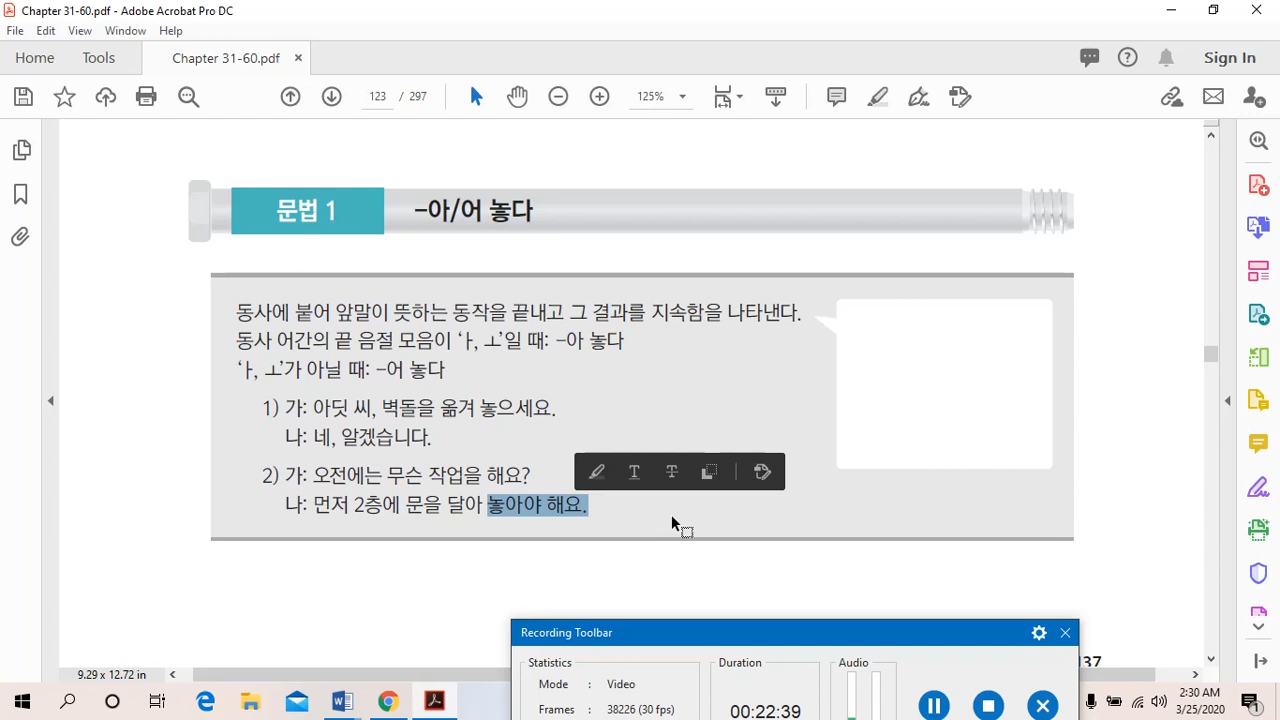 Chapter 31-60.pdf - Adobe Acrobat Pro DC
File Edit View Window Help
Home Tools Chapter 31-60.pdf × Sign In
123 / 297 125%
문법 1 –아/어 놓다
동사에 붙어 앞말이 뜻하는 동작을 끝내고 그 결과를 지속함을 나타낸다.
동사 어간의 끝 음절 모음이 ‘ㅏ, ㅗ’일 때: –아 놓다
‘ㅏ, ㅗ’가 아닐 때: –어 놓다
1) 가: 아딧 씨, 벽돌을 옮겨 놓으세요.
나: 네, 알겠습니다.
2) 가: 오전에는 무슨 작업을 해요?
나: 먼저 2층에 문을 달아 놓아야 해요.
137
9.29 x 12.72 in
Recording Toolbar
Statistics Duration Audio
Mode : Video
Frames : 38226 (30 fps)
00:22:39
2:30 AM
3/25/2020